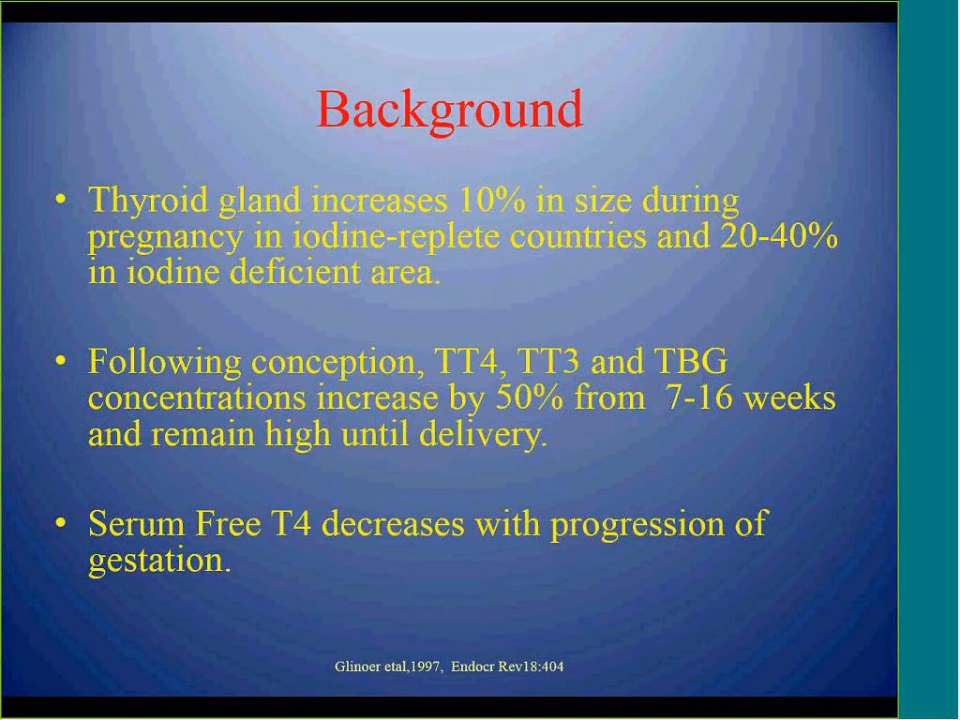 Background
• Thyroid gland increases 10% in size during
pregnancy in iodine-replete countries and 20-40%
in iodine deficient area.
• Following conception, TT4, TT3 and TBG
concentrations increase by 50% from  7-16 weeks
and remain high until delivery.
• Serum Free T4 decreases with progression of
gestation.
Glinoer etal,1997,  Endocr Rev18:404